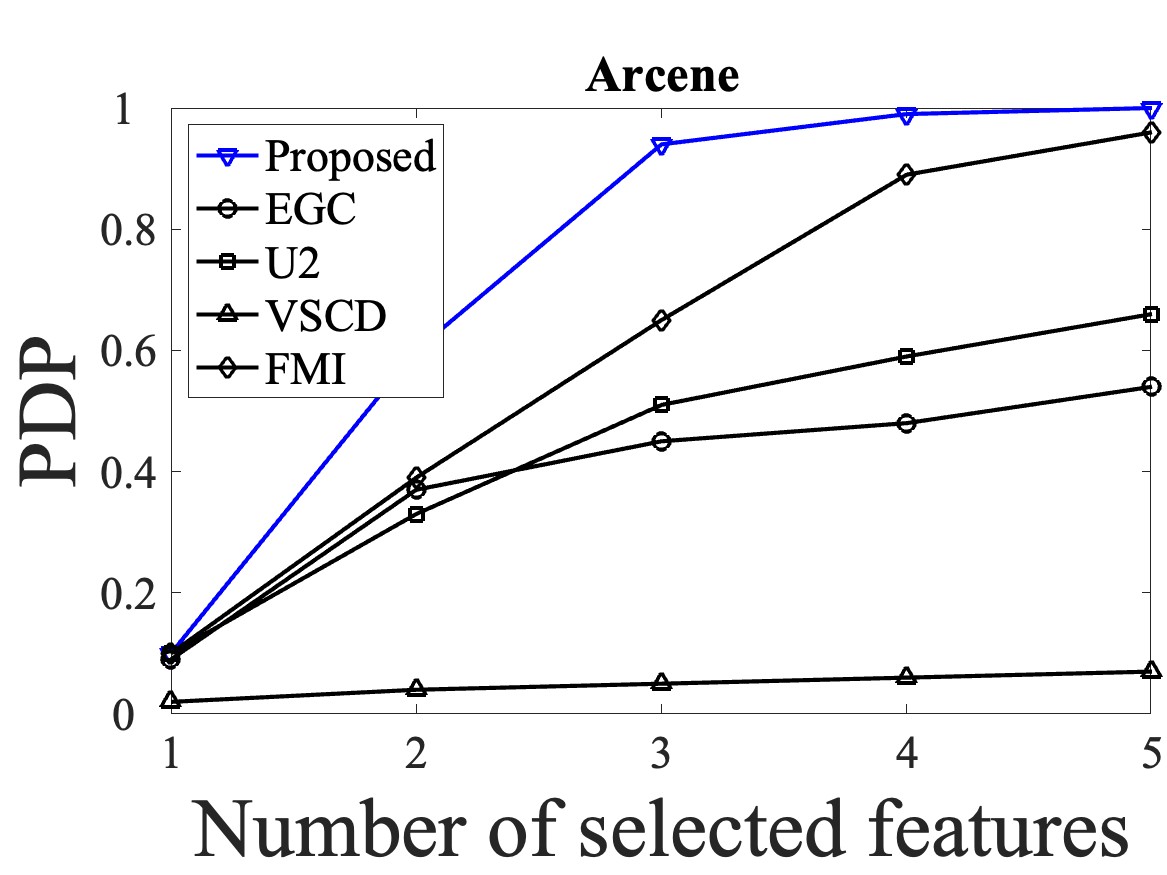 Arcene
1
0.8
0.6
0.4
0.2
0
PDP
Proposed
EGC
U2
VSCD
FMI
1 2 3 4 5
Number of selected features